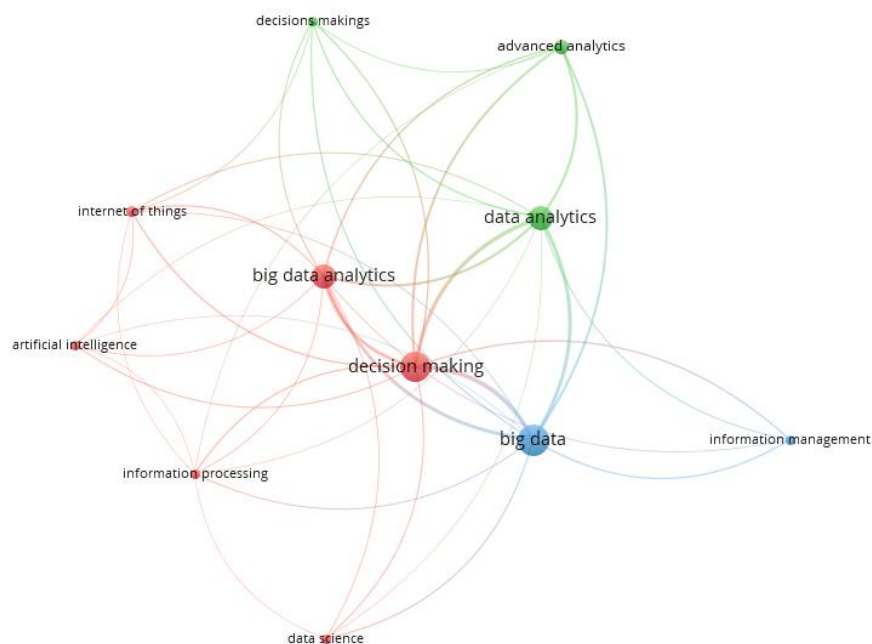 decisions makings
advanced analytics
internet of things
data analytics
big data analytics
artificial intelligence
decision making
big data
information management
information processing
data science